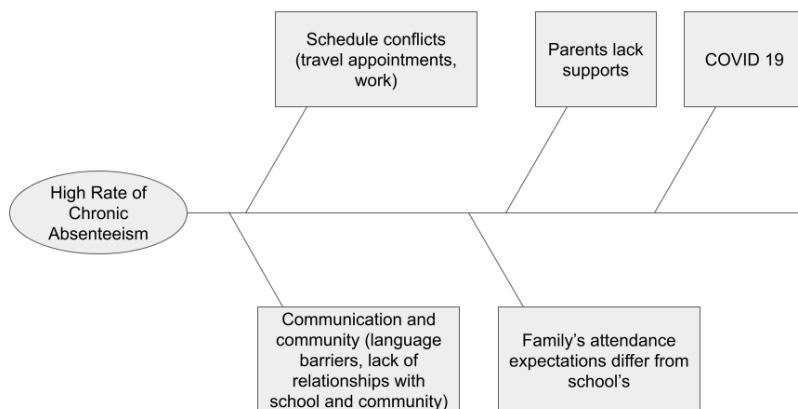 Schedule conflicts
(travel appointments,
work)
Parents lack
supports
COVID 19
High Rate of
Chronic
Absenteeism
Communication and
community (language
barriers, lack of
relationships with
school and community)
Family’s attendance
expectations differ from
school’s